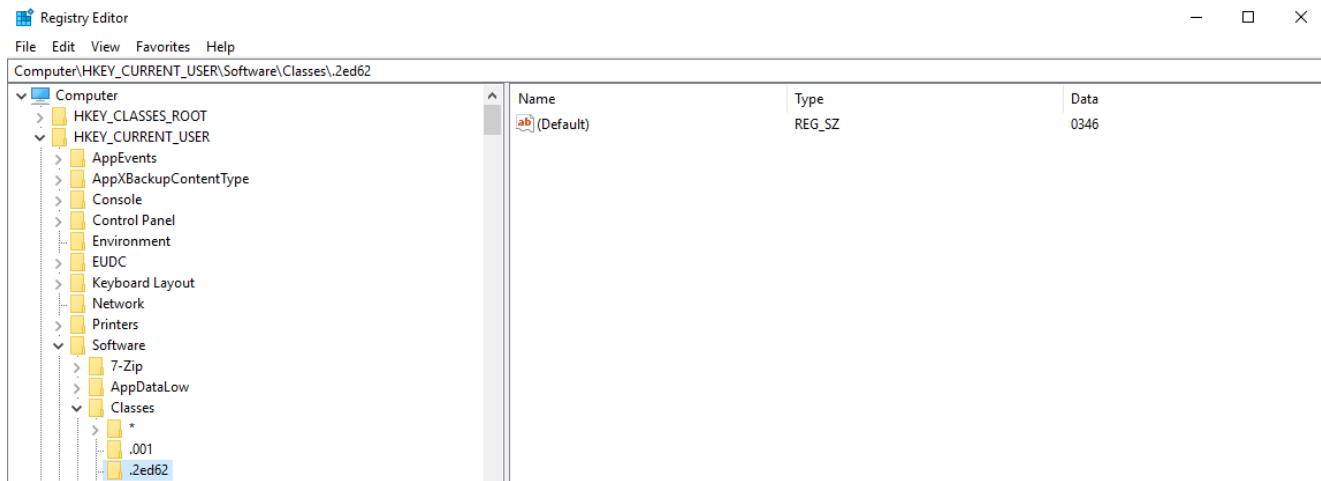 Registry Editor
File Edit View Favorites Help
Computer\HKEY_CURRENT_USER\Software\Classes\.2ed62
Computer
HKEY_CLASSES_ROOT
HKEY_CURRENT_USER
AppEvents
AppXBackupContentType
Console
Control Panel
Environment
EUDC
Keyboard Layout
Network
Printers
Software
7-Zip
AppDataLow
Classes
*
.001
.2ed62
Name Type Data
ab (Default) REG_SZ 0346